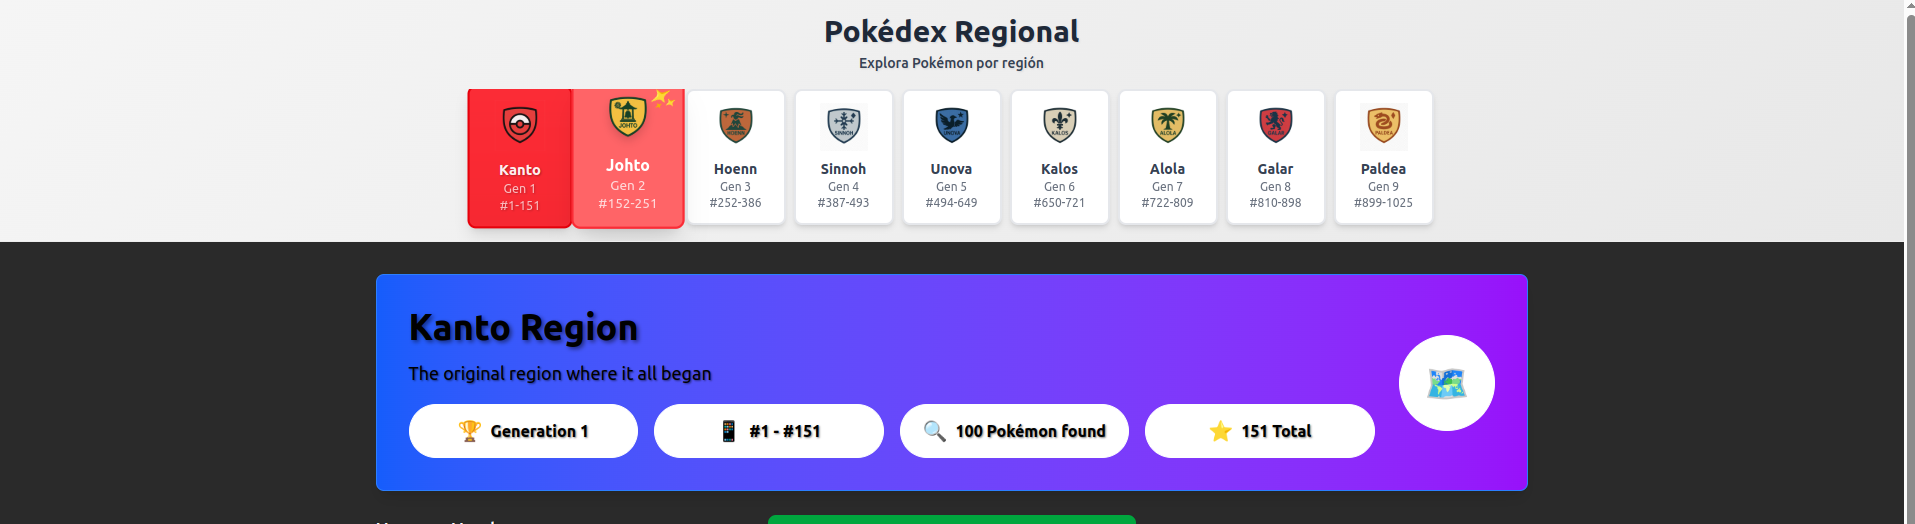 Pokédex Regional
Explora Pokémon por región
JOHTO
HOENN
SINNOH
UNOVA
KALOS
ALOLA
GALAR
PALDEA
Kanto
Gen 1
#1-151
Johto
Gen 2
#152-251
Hoenn
Gen 3
#252-386
Sinnoh
Gen 4
#387-493
Unova
Gen 5
#494-649
Kalos
Gen 6
#650-721
Alola
Gen 7
#722-809
Galar
Gen 8
#810-898
Paldea
Gen 9
#899-1025
Kanto Region
The original region where it all began
Generation 1
#1 - #151
100 Pokémon found
151 Total